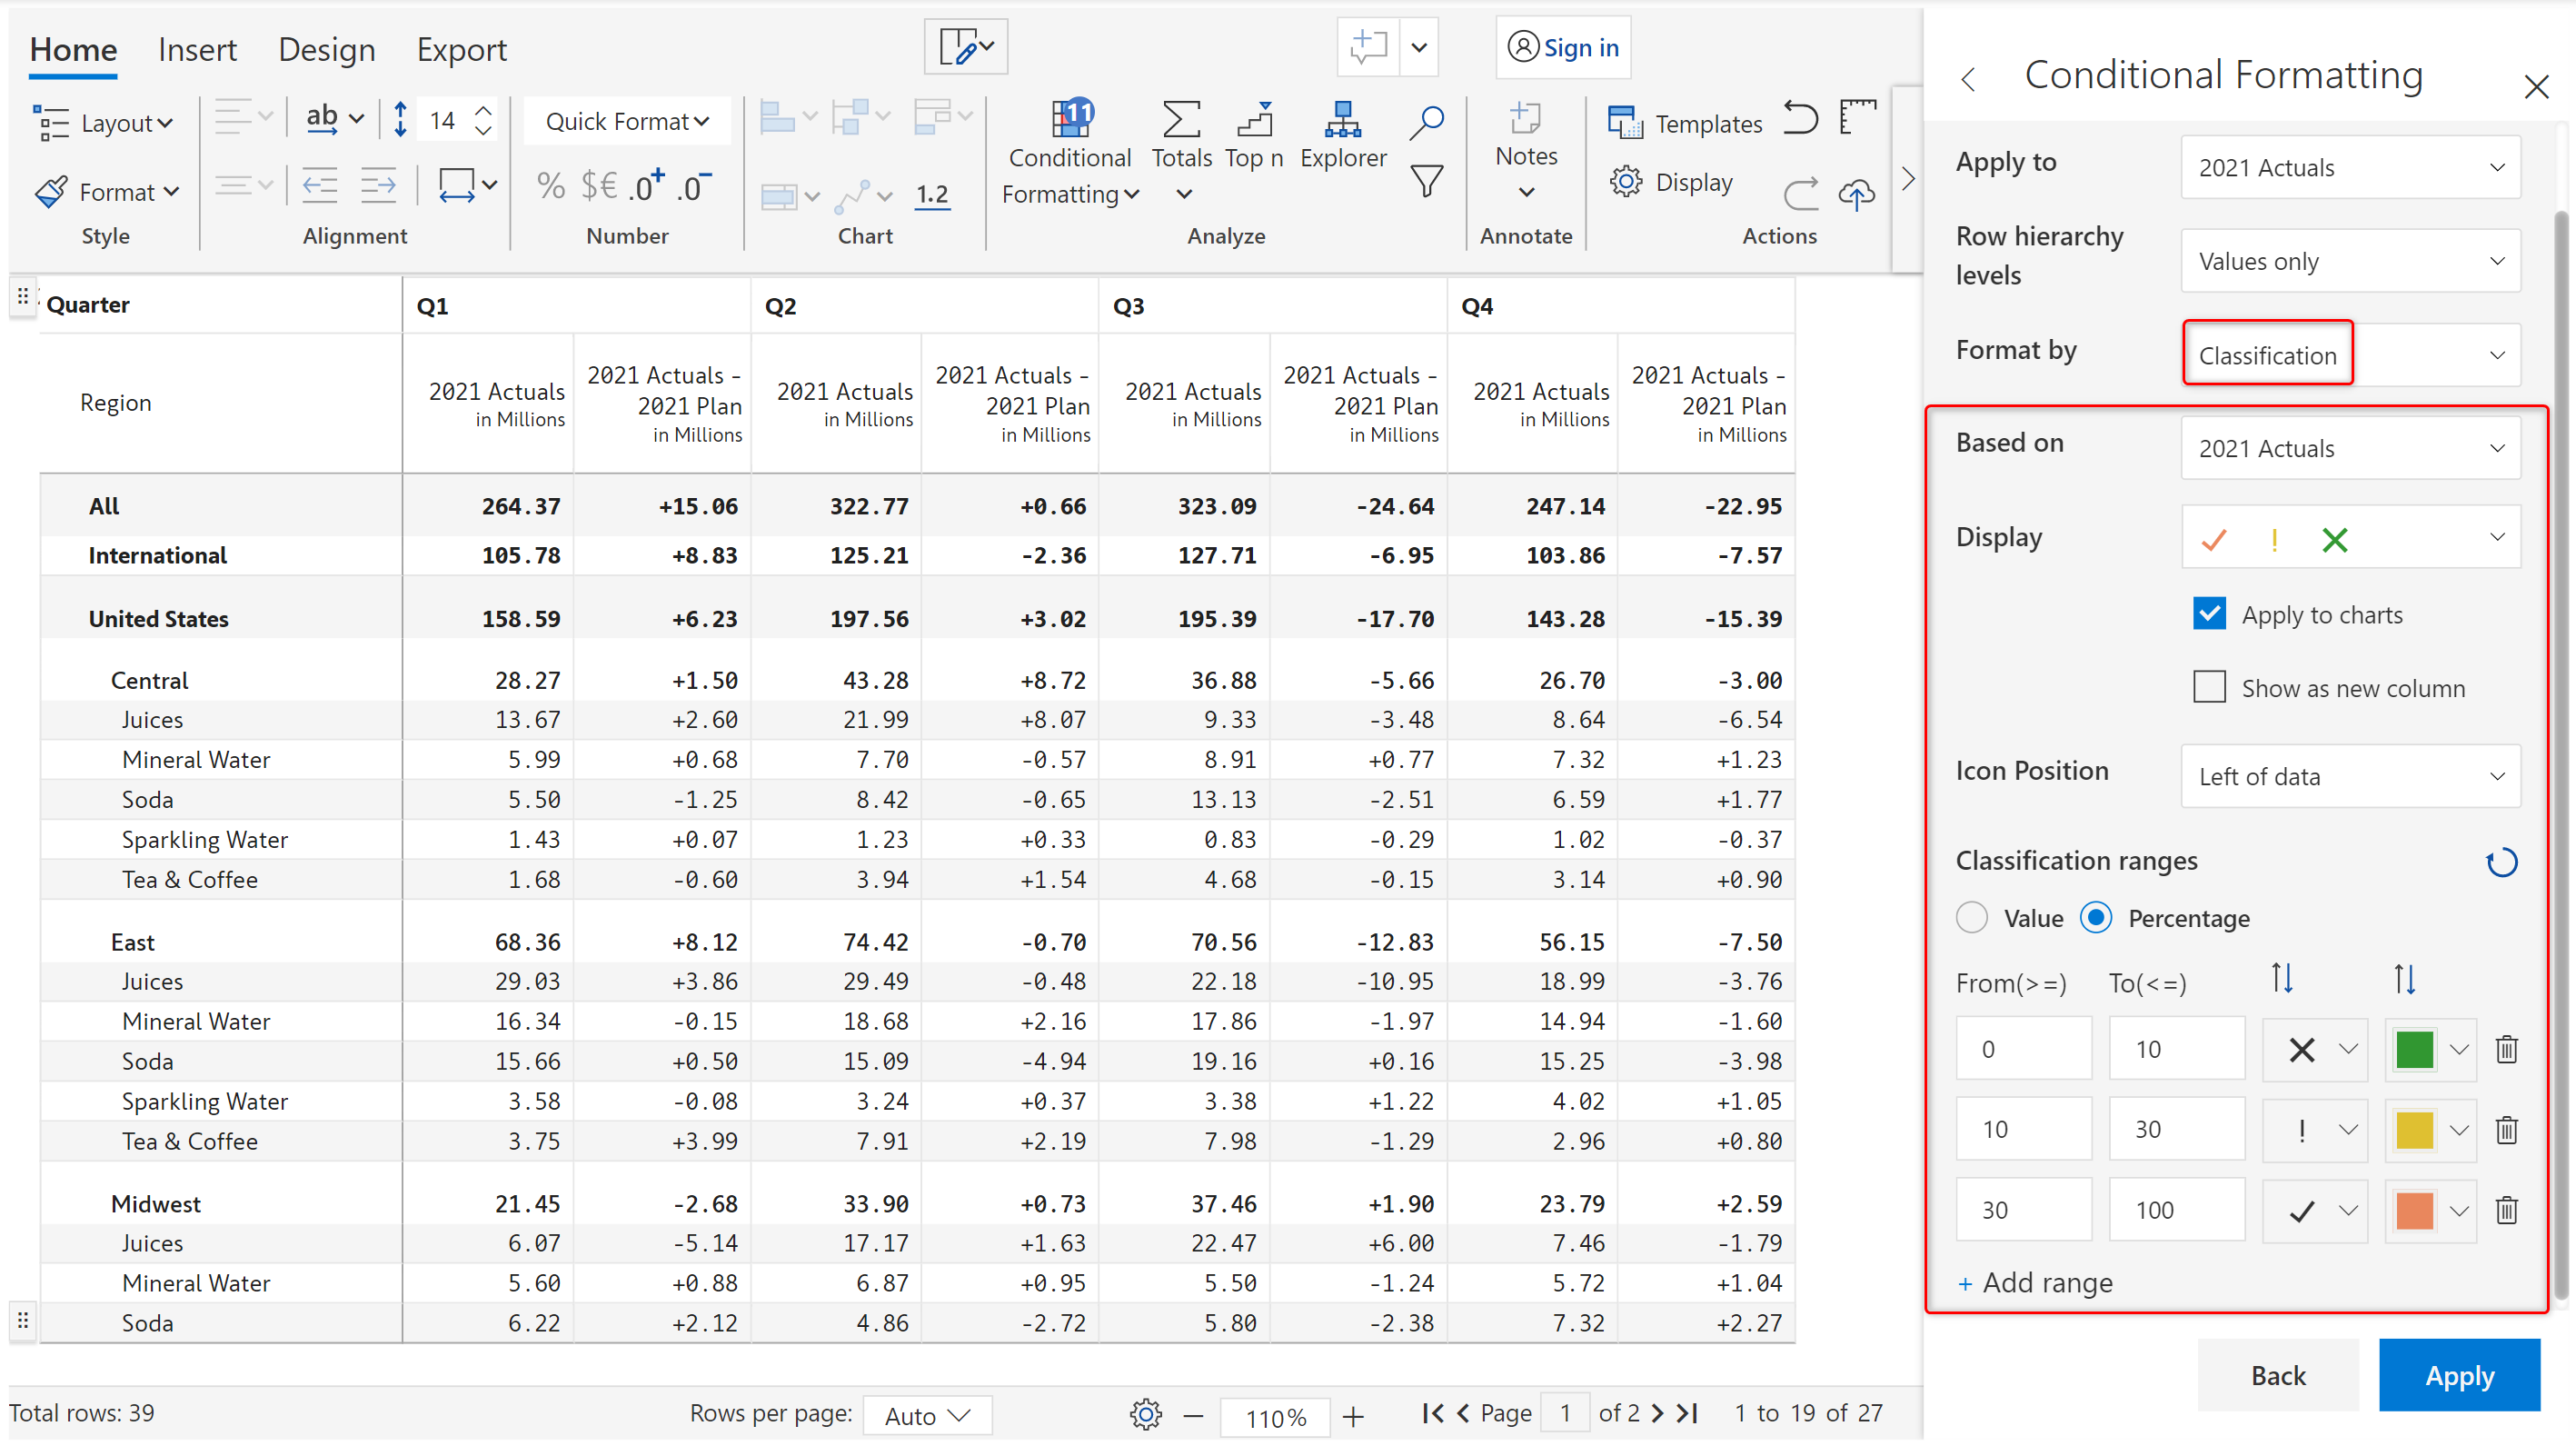 Home Insert Design Export Sign in
Layout ab 14 Quick Format 11 Templates
Conditional Totals Top n Explorer Notes
Format % $€ .0+ .0- 1.2 Formatting Display
Style Alignment Number Chart Analyze Annotate Actions
Quarter Q1 Q2 Q3 Q4
Region 2021 Actuals in Millions 2021 Actuals - 2021 Plan in Millions 2021 Actuals in Millions 2021 Actuals - 2021 Plan in Millions 2021 Actuals in Millions 2021 Actuals - 2021 Plan in Millions 2021 Actuals in Millions 2021 Actuals - 2021 Plan in Millions
All 264.37 +15.06 322.77 +0.66 323.09 -24.64 247.14 -22.95
International 105.78 +8.83 125.21 -2.36 127.71 -6.95 103.86 -7.57
United States 158.59 +6.23 197.56 +3.02 195.39 -17.70 143.28 -15.39
Central 28.27 +1.50 43.28 +8.72 36.88 -5.66 26.70 -3.00
Juices 13.67 +2.60 21.99 +8.07 9.33 -3.48 8.64 -6.54
Mineral Water 5.99 +0.68 7.70 -0.57 8.91 +0.77 7.32 +1.23
Soda 5.50 -1.25 8.42 -0.65 13.13 -2.51 6.59 +1.77
Sparkling Water 1.43 +0.07 1.23 +0.33 0.83 -0.29 1.02 -0.37
Tea & Coffee 1.68 -0.60 3.94 +1.54 4.68 -0.15 3.14 +0.90
East 68.36 +8.12 74.42 -0.70 70.56 -12.83 56.15 -7.50
Juices 29.03 +3.86 29.49 -0.48 22.18 -10.95 18.99 -3.76
Mineral Water 16.34 -0.15 18.68 +2.16 17.86 -1.97 14.94 -1.60
Soda 15.66 +0.50 15.09 -4.94 19.16 +0.16 15.25 -3.98
Sparkling Water 3.58 -0.08 3.24 +0.37 3.38 +1.22 4.02 +1.05
Tea & Coffee 3.75 +3.99 7.91 +2.19 7.98 -1.29 2.96 +0.80
Midwest 21.45 -2.68 33.90 +0.73 37.46 +1.90 23.79 +2.59
Juices 6.07 -5.14 17.17 +1.63 22.47 +6.00 7.46 -1.79
Mineral Water 5.60 +0.88 6.87 +0.95 5.50 -1.24 5.72 +1.04
Soda 6.22 +2.12 4.86 -2.72 5.80 -2.38 7.32 +2.27
Total rows: 39 Rows per page: Auto 110% Page 1 of 2 1 to 19 of 27
Conditional Formatting
Apply to 2021 Actuals
Row hierarchy levels Values only
Format by Classification
Based on 2021 Actuals
Display !
Apply to charts
Show as new column
Icon Position Left of data
Classification ranges
Value Percentage
From(>=) To(<=)
0 10
10 30 !
30 100
+ Add range
Back Apply